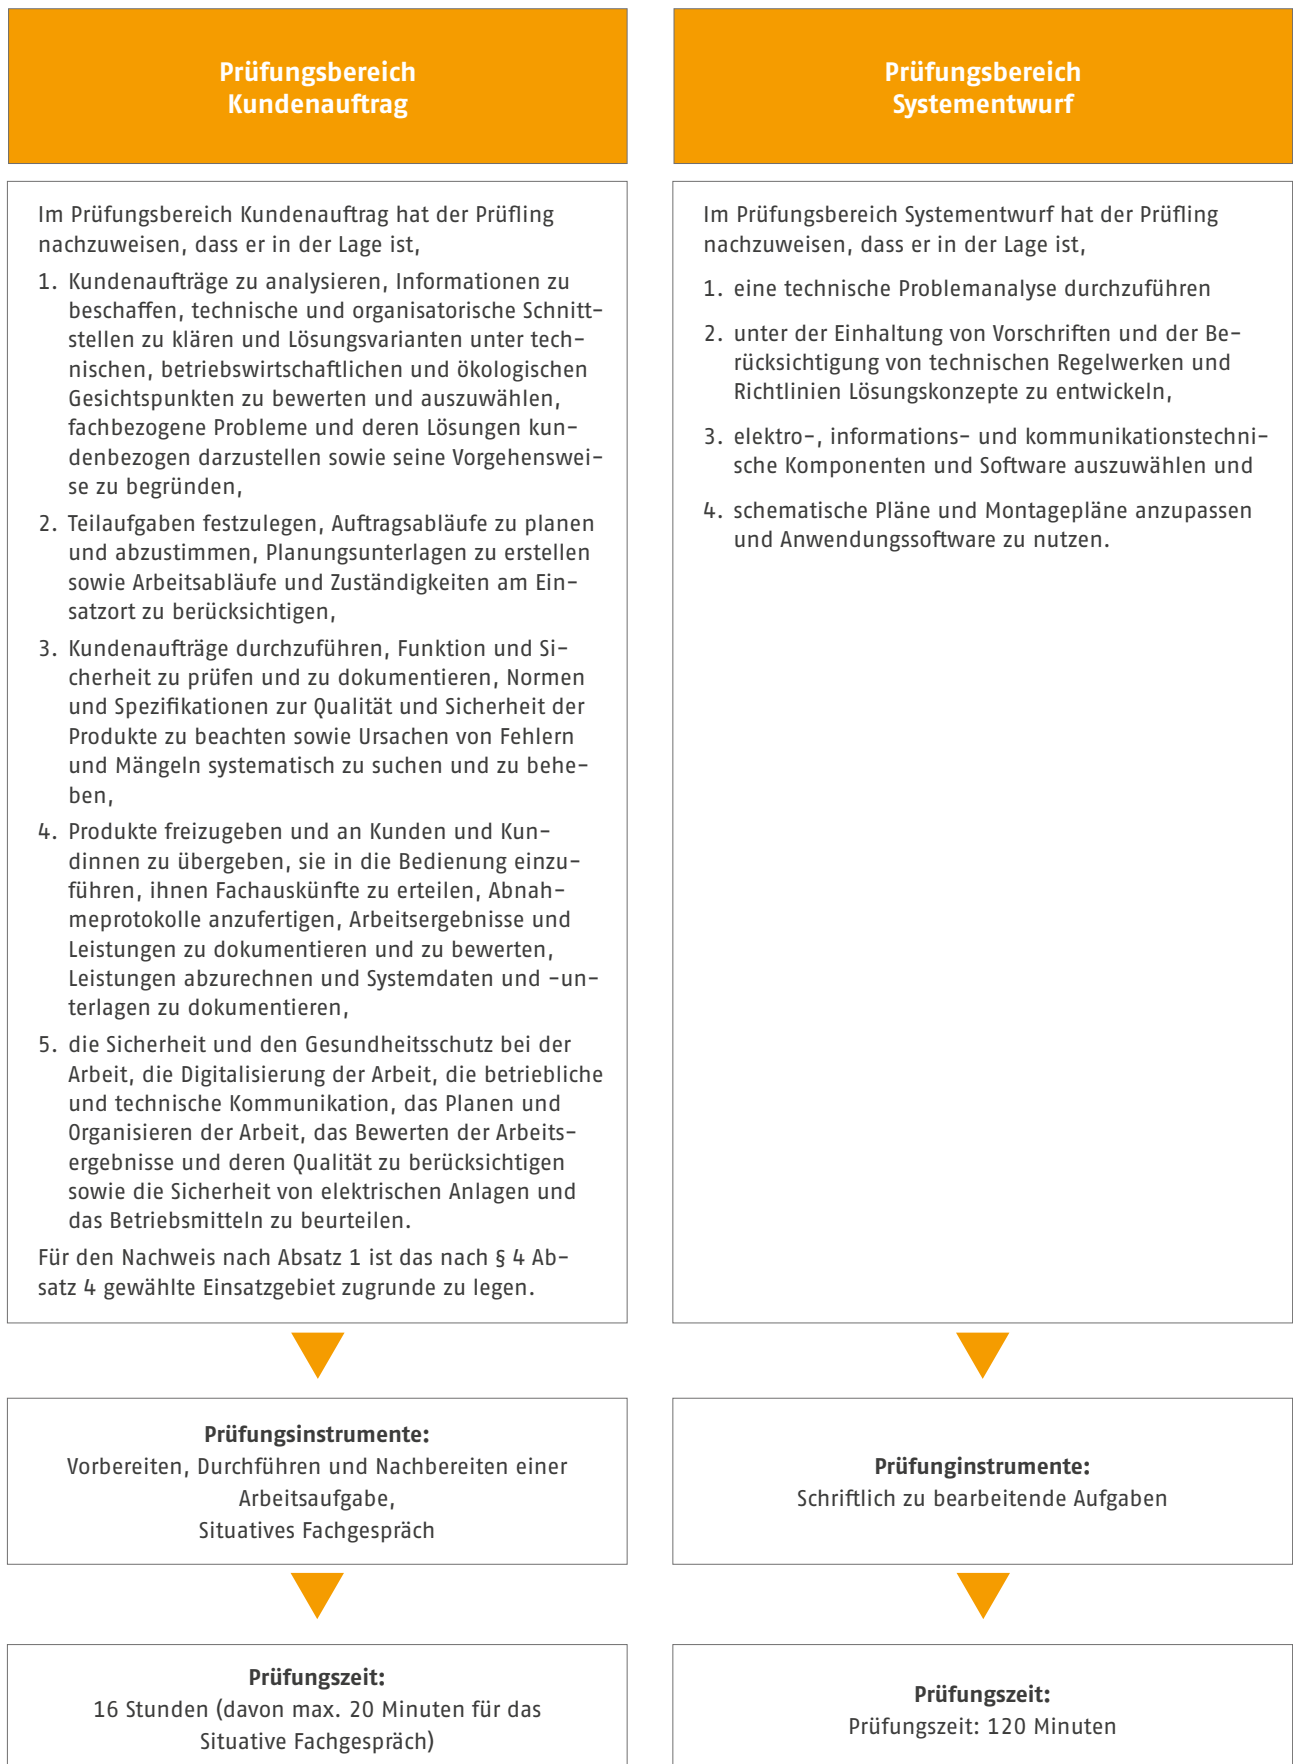 Prüfungsbereich
Kundenauftrag
Im Prüfungsbereich Kundenauftrag hat der Prüfling
nachzuweisen, dass er in der Lage ist,
1. Kundenaufträge zu analysieren, Informationen zu
beschaffen, technische und organisatorische Schnitt-
stellen zu klären und Lösungsvarianten unter tech-
nischen, betriebswirtschaftlichen und ökologischen
Gesichtspunkten zu bewerten und auszuwählen,
fachbezogene Probleme und deren Lösungen kun-
denbezogen darzustellen sowie seine Vorgehenswei-
se zu begründen,
2. Teilaufgaben festzulegen, Auftragsabläufe zu planen
und abzustimmen, Planungsunterlagen zu erstellen
sowie Arbeitsabläufe und Zuständigkeiten am Ein-
satzort zu berücksichtigen,
3. Kundenaufträge durchzuführen, Funktion und Si-
cherheit zu prüfen und zu dokumentieren, Normen
und Spezifikationen zur Qualität und Sicherheit der
Produkte zu beachten sowie Ursachen von Fehlern
und Mängeln systematisch zu suchen und zu behe-
ben,
4. Produkte freizugeben und an Kunden und Kun-
dinnen zu übergeben, sie in die Bedienung einzu-
führen, ihnen Fachauskünfte zu erteilen, Abnah-
meprotokolle anzufertigen, Arbeitsergebnisse und
Leistungen zu dokumentieren und zu bewerten,
Leistungen abzurechnen und Systemdaten und -un-
terlagen zu dokumentieren,
5. die Sicherheit und den Gesundheitsschutz bei der
Arbeit, die Digitalisierung der Arbeit, die betriebliche
und technische Kommunikation, das Planen und
Organisieren der Arbeit, das Bewerten der Arbeits-
ergebnisse und deren Qualität zu berücksichtigen
sowie die Sicherheit von elektrischen Anlagen und
das Betriebsmitteln zu beurteilen.
Für den Nachweis nach Absatz 1 ist das nach § 4 Ab-
satz 4 gewählte Einsatzgebiet zugrunde zu legen.
Prüfungsinstrumente:
Vorbereiten, Durchführen und Nachbereiten einer
Arbeitsaufgabe,
Situatives Fachgespräch
Prüfungszeit:
16 Stunden (davon max. 20 Minuten für das
Situative Fachgespräch)
Prüfungsbereich
Systementwurf
Im Prüfungsbereich Systementwurf hat der Prüfling
nachzuweisen, dass er in der Lage ist,
1. eine technische Problemanalyse durchzuführen
2. unter der Einhaltung von Vorschriften und der Be-
rücksichtigung von technischen Regelwerken und
Richtlinien Lösungskonzepte zu entwickeln,
3. elektro-, informations- und kommunikationstechni-
sche Komponenten und Software auszuwählen und
4. schematische Pläne und Montagepläne anzupassen
und Anwendungssoftware zu nutzen.
Prüfunginstrumente:
Schriftlich zu bearbeitende Aufgaben
Prüfungszeit:
Prüfungszeit: 120 Minuten